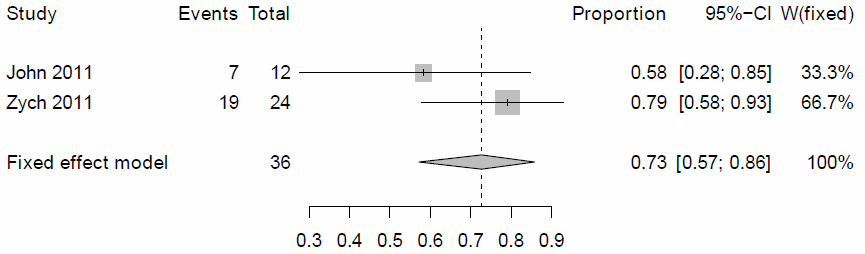 Study Events Total Proportion 95%−CI W(fixed)
John 2011 7 12 0.58 [0.28; 0.85] 33.3%
Zych 2011 19 24 0.79 [0.58; 0.93] 66.7%
Fixed effect model 36 0.73 [0.57; 0.86] 100%
0.3 0.4 0.5 0.6 0.7 0.8 0.9